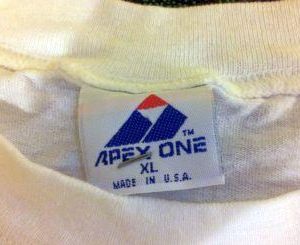 TM
APEX ONE
XL
MADE IN U.S.A.